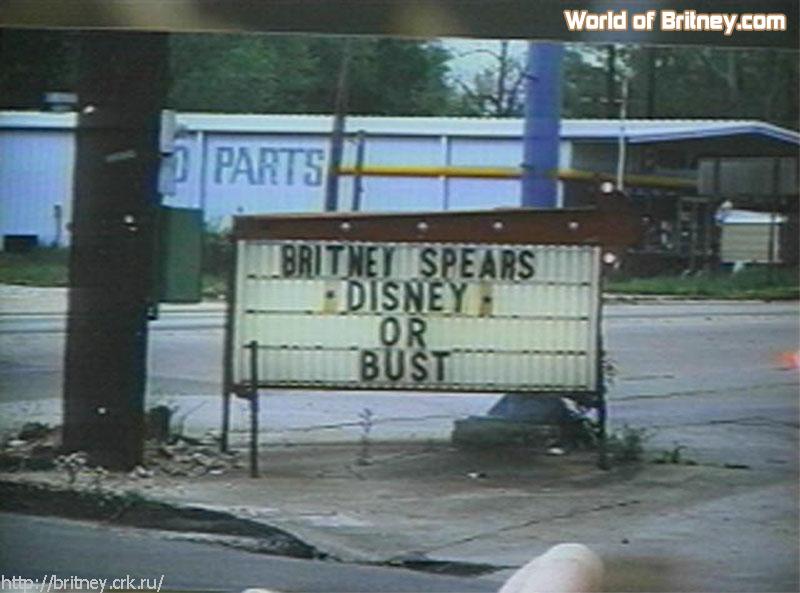 World of Britney.com
PARTS
BRITNEY SPEARS
DISNEY
OR
BUST
http://britney.crk.ru/